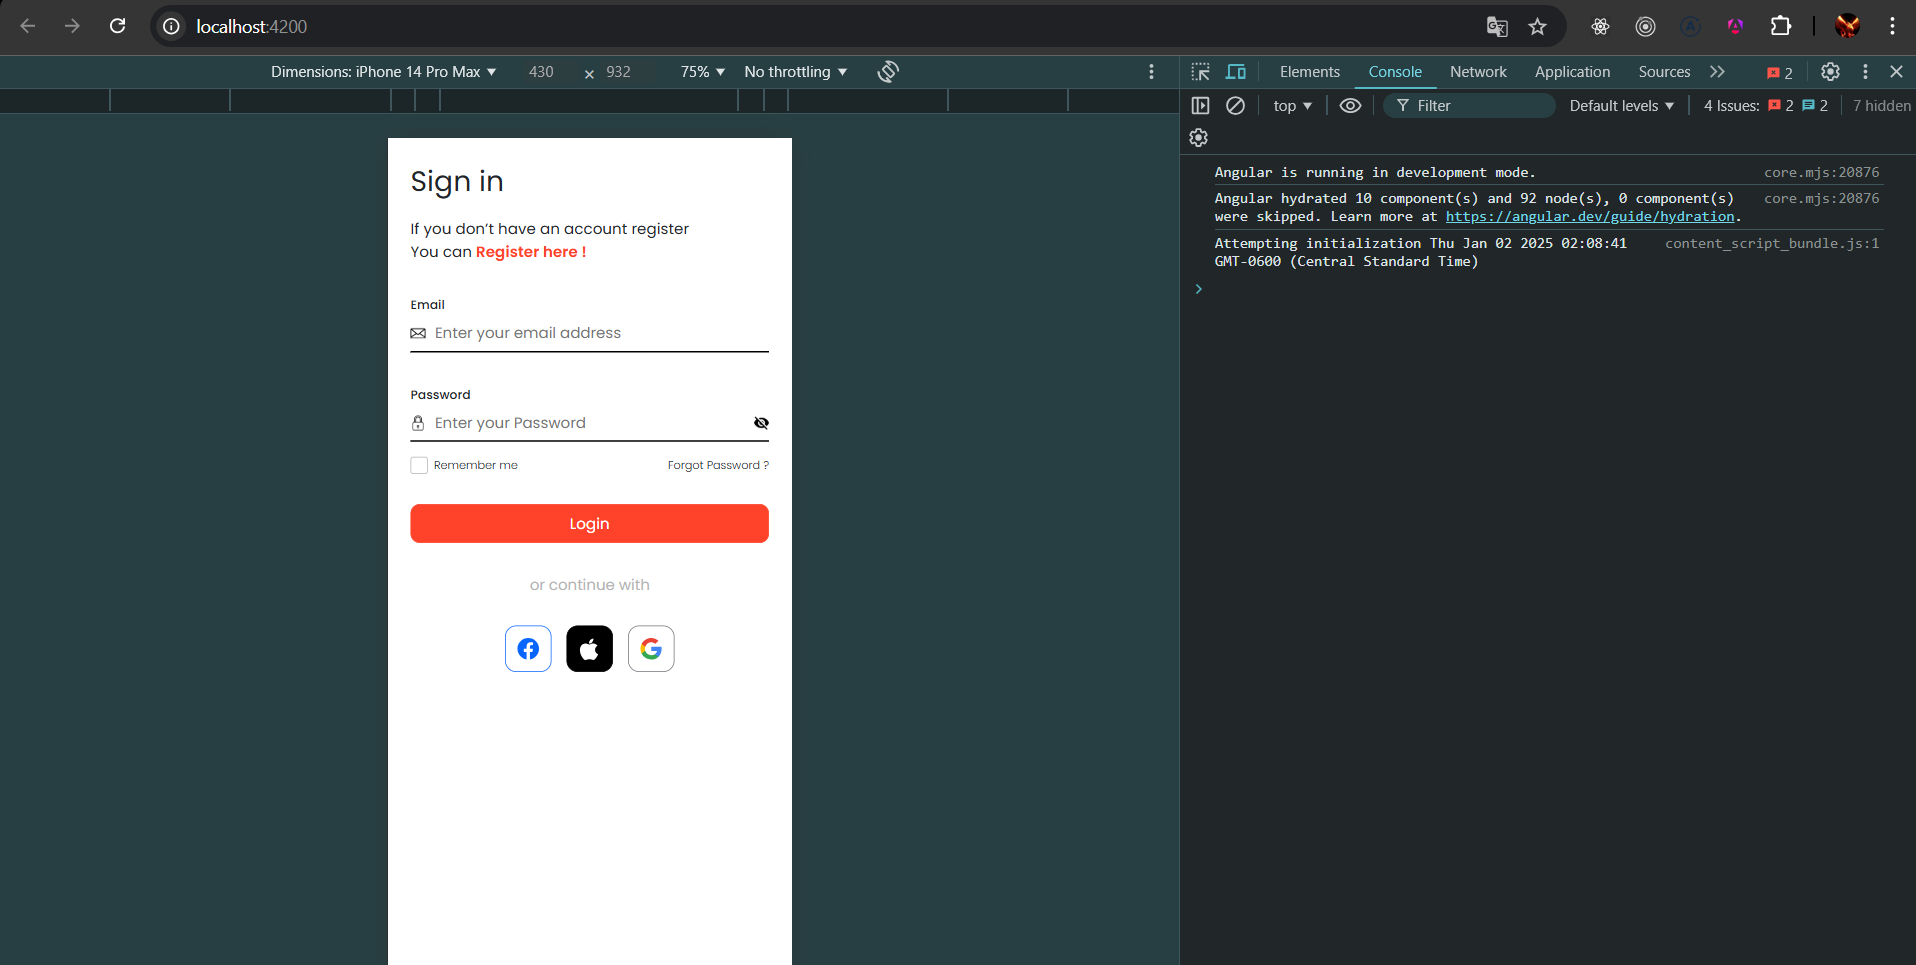 localhost:4200
Dimensions: iPhone 14 Pro Max ▼ 430 × 932 75% ▼ No throttling ▼
Elements Console Network Application Sources 2
top ▼ Filter Default levels ▼ 4 Issues: 2 2 7 hidden
Sign in
If you don't have an account register
You can Register here !
Email
Enter your email address
Password
Enter your Password
Remember me Forgot Password ?
Login
or continue with
Angular is running in development mode. core.mjs:20876
Angular hydrated 10 component(s) and 92 node(s), 0 component(s) core.mjs:20876
were skipped. Learn more at https://angular.dev/guide/hydration.
Attempting initialization Thu Jan 02 2025 02:08:41 content_script_bundle.js:1
GMT-0600 (Central Standard Time)